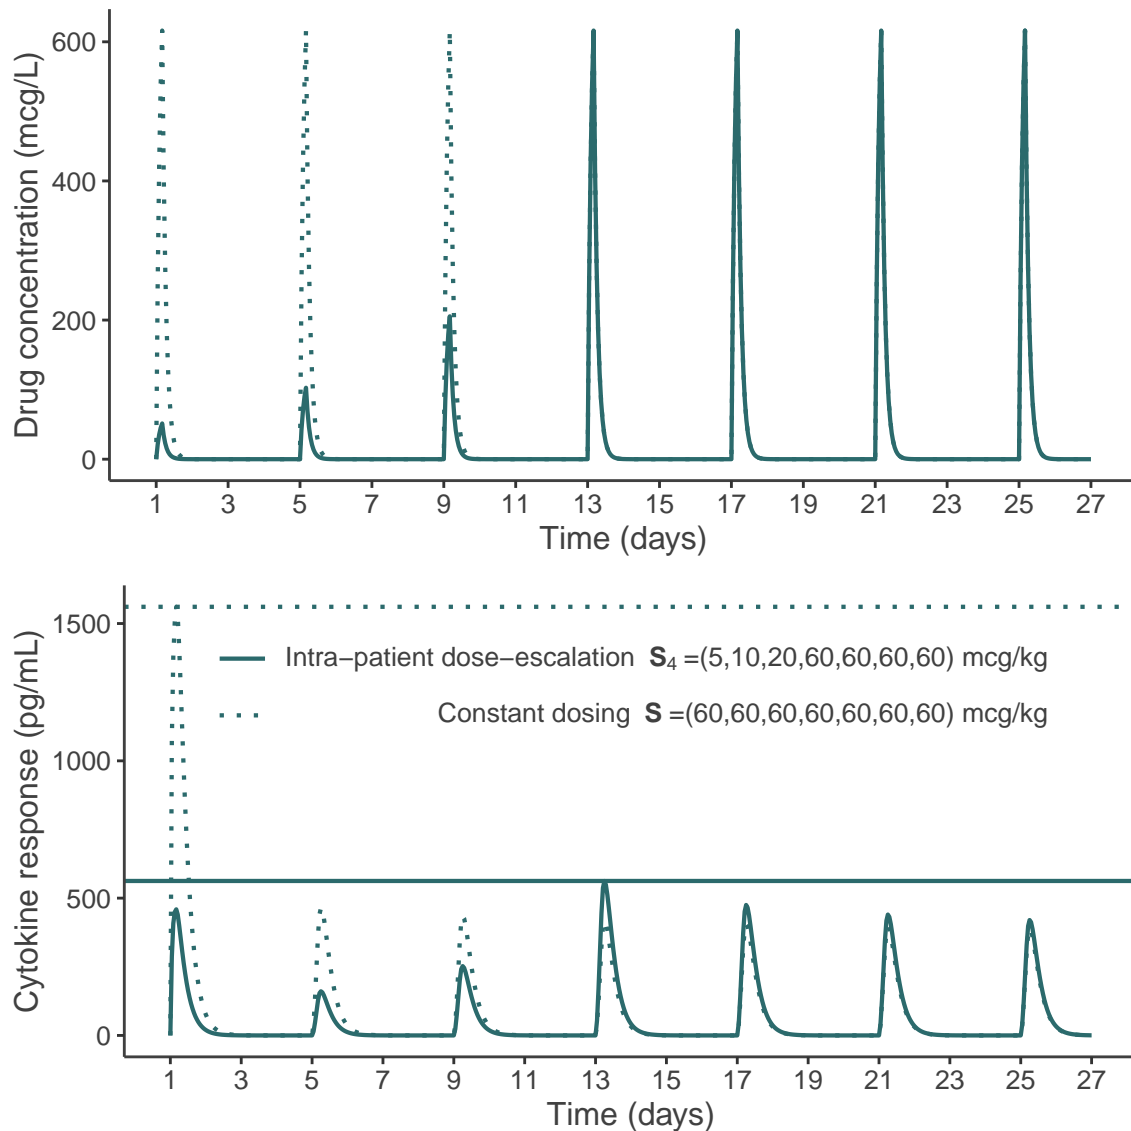 Drug concentration (mcg/L)
600
400
200
0
1 3 5 7 9 11 13 15 17 19 21 23 25 27
Time (days)
Cytokine response (pg/mL)
1500
1000
500
0
Intra−patient dose−escalation S₄ =(5,10,20,60,60,60,60) mcg/kg
Constant dosing S =(60,60,60,60,60,60,60) mcg/kg
1 3 5 7 9 11 13 15 17 19 21 23 25 27
Time (days)